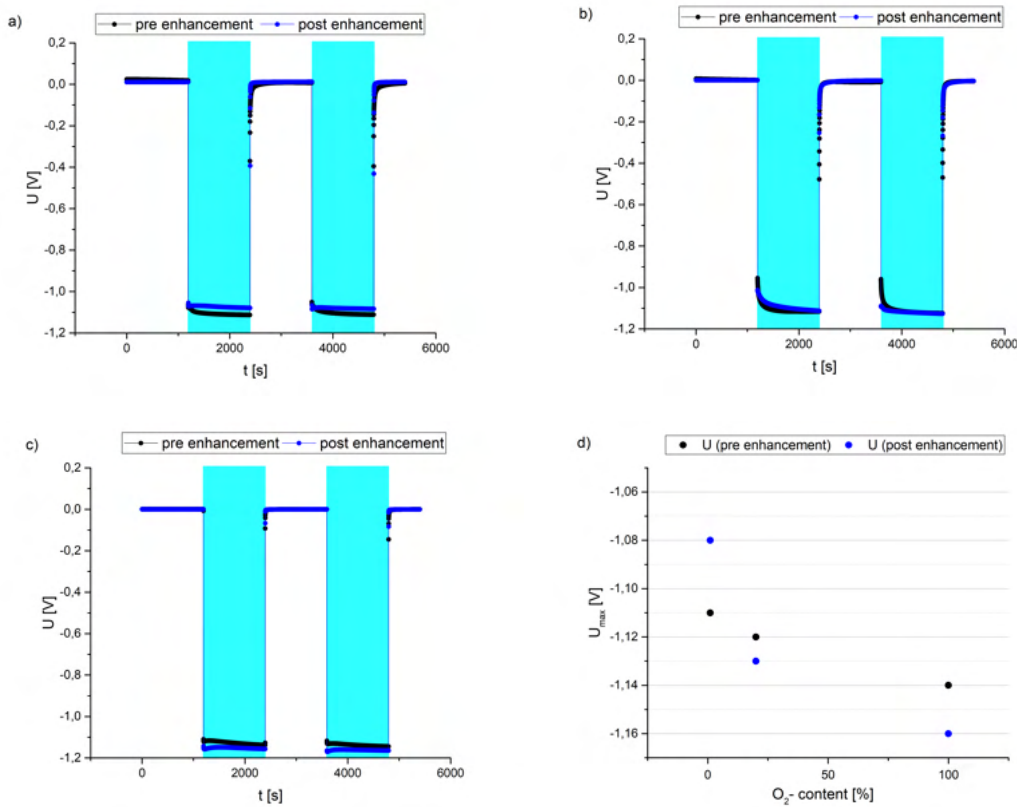 a)
pre enhancement post enhancement
0,2
0,0
-0,2
-0,4
-0,6
-0,8
-1,0
-1,2
U [V]
0 2000 4000 6000
t [s]
b)
pre enhancement post enhancement
0,2
0,0
-0,2
-0,4
-0,6
-0,8
-1,0
-1,2
U [V]
0 2000 4000 6000
t [s]
c)
pre enhancement post enhancement
0,2
0,0
-0,2
-0,4
-0,6
-0,8
-1,0
-1,2
U [V]
0 2000 4000 6000
t [s]
d)
U (pre enhancement) U (post enhancement)
-1,06
-1,08
-1,10
-1,12
-1,14
-1,16
Umax [V]
0 50 100
O2- content [%]